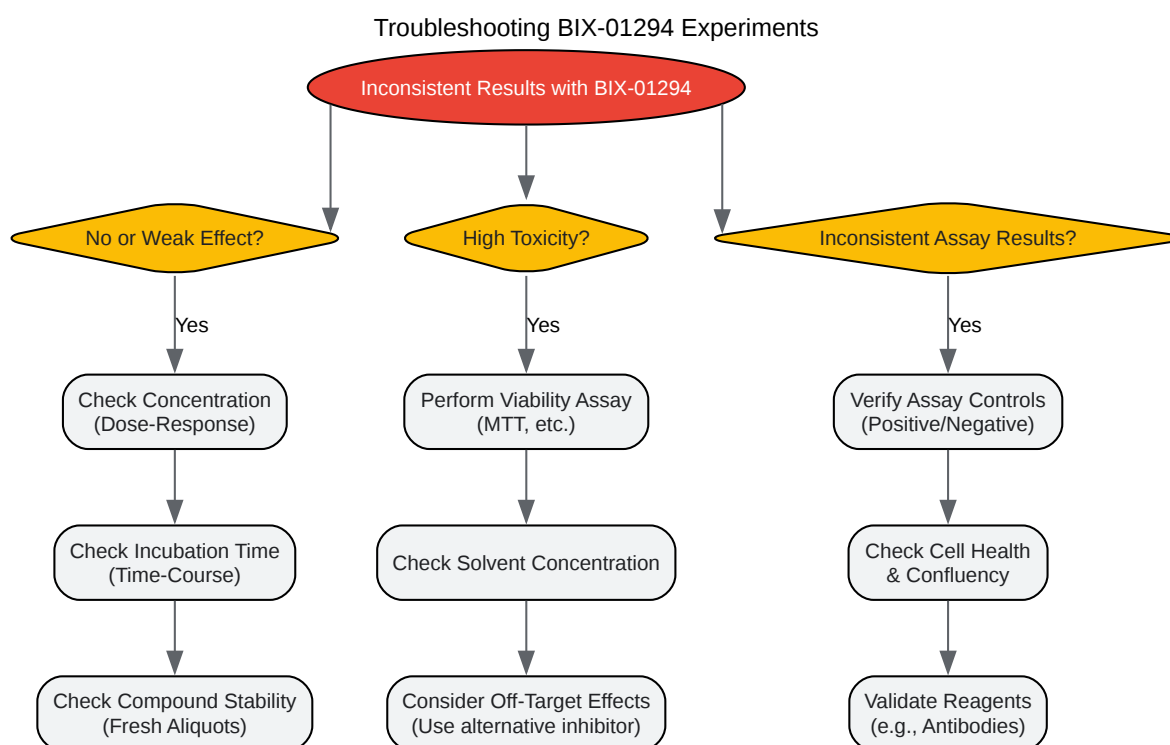 Troubleshooting BIX-01294 Experiments
Inconsistent Results with BIX-01294
No or Weak Effect?
High Toxicity?
Inconsistent Assay Results?
Yes
Yes
Yes
Check Concentration
(Dose-Response)
Perform Viability Assay
(MTT, etc.)
Verify Assay Controls
(Positive/Negative)
Check Incubation Time
(Time-Course)
Check Solvent Concentration
Check Cell Health
& Confluency
Check Compound Stability
(Fresh Aliquots)
Consider Off-Target Effects
(Use alternative inhibitor)
Validate Reagents
(e.g., Antibodies)